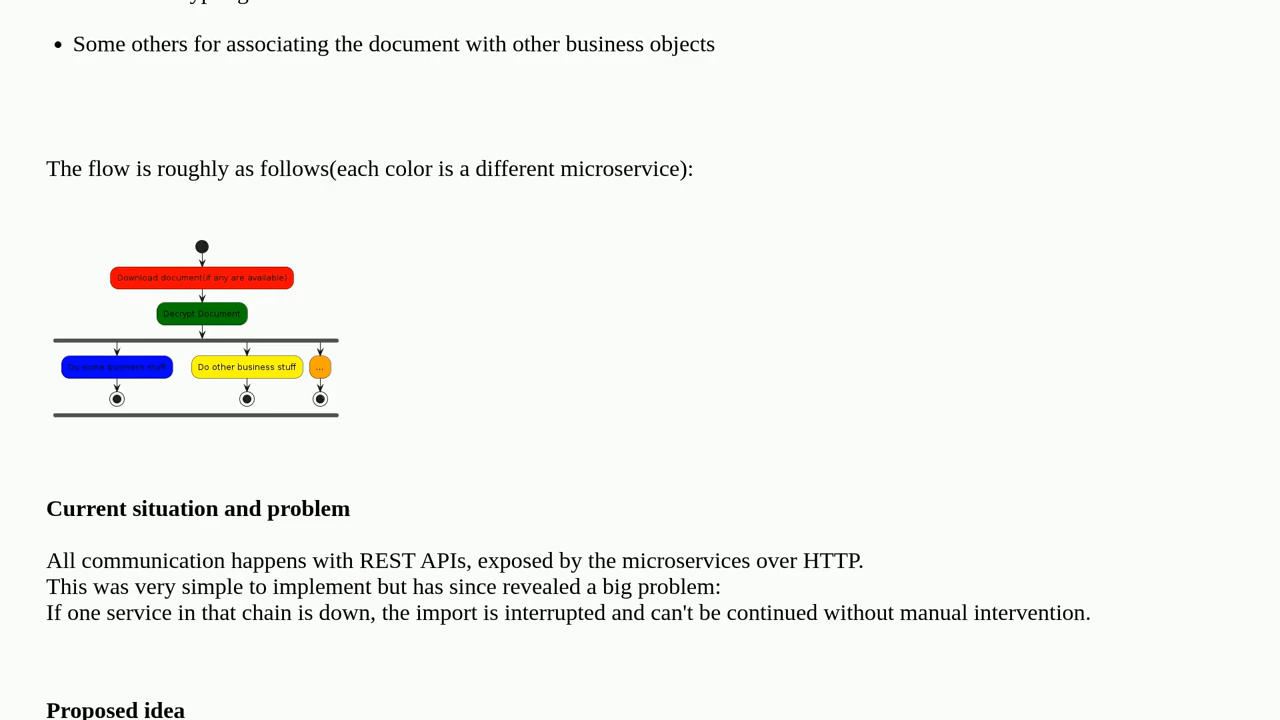 Some others for associating the document with other business objects
The flow is roughly as follows(each color is a different microservice):
Download document(if any are available)
Decrypt Document
Do some business stuff
Do other business stuff
...
Current situation and problem
All communication happens with REST APIs, exposed by the microservices over HTTP.
This was very simple to implement but has since revealed a big problem:
If one service in that chain is down, the import is interrupted and can't be continued without manual intervention.
Proposed idea